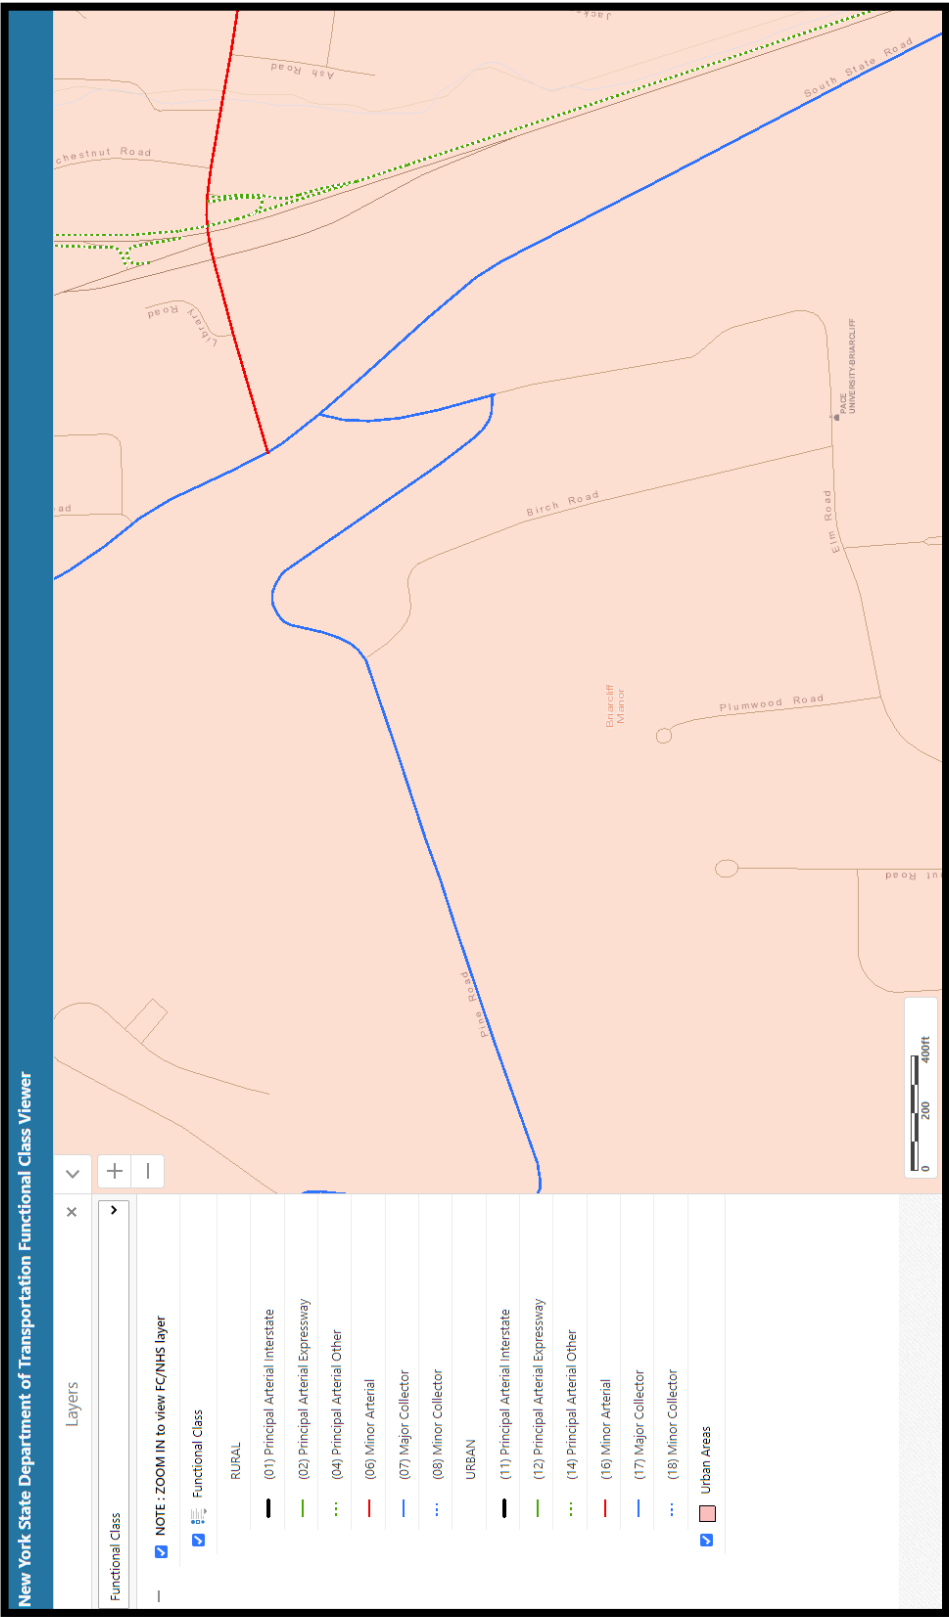 New York State Department of Transportation Functional Class Viewer
Layers
Functional Class
NOTE : ZOOM IN to view FC/NHS layer
Functional Class
RURAL
(01) Principal Arterial Interstate
(02) Principal Arterial Expressway
(04) Principal Arterial Other
(06) Minor Arterial
(07) Major Collector
(08) Minor Collector
URBAN
(11) Principal Arterial Interstate
(12) Principal Arterial Expressway
(14) Principal Arterial Other
(16) Minor Arterial
(17) Major Collector
(18) Minor Collector
Urban Areas
chestnut Road
Ash Road
Jacks
South State Road
Library Road
ad
Birch Road
PACE
UNIVERSITY-BRIARCLIFF
Elm Road
Briarcliff
Manor
Plumwood Road
ut Road
Pine Road
0 200 400ft